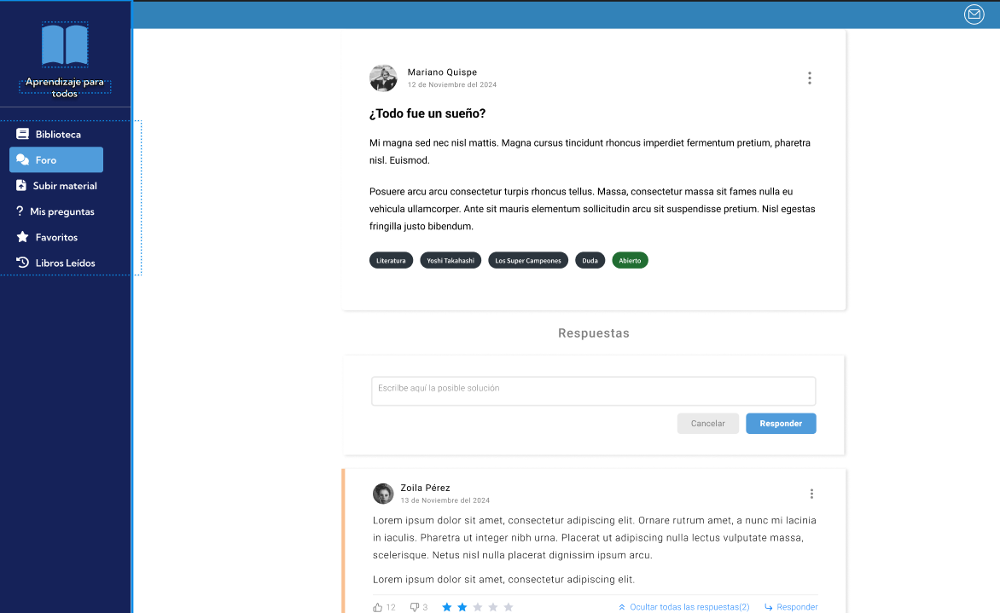 Aprendizaje para
todos
Biblioteca
Foro
Subir material
Mis preguntas
Favoritos
Libros Leídos
Mariano Quispe
12 de Noviembre del 2024
¿Todo fue un sueño?
Mi magna sed nec nisl mattis. Magna cursus tincidunt rhoncus imperdiet fermentum pretium, pharetra
nisl. Euismod.
Posuere arcu arcu consectetur turpis rhoncus tellus. Massa, consectetur massa sit fames nulla eu
vehicula ullamcorper. Ante sit mauris elementum sollicitudin arcu sit suspendisse pretium. Nisl egestas
fringilla justo bibendum.
Literatura Yoshi Takahashi Los Super Campeones Duda Abierto
Respuestas
Escrilbe aquí la posible solución
Cancelar Responder
Zoila Pérez
13 de Noviembre del 2024
Lorem ipsum dolor sit amet, consectetur adipiscing elit. Ornare rutrum amet, a nunc mi lacinia
in iaculis. Pharetra ut integer nibh urna. Placerat ut adipiscing nulla lectus vulputate massa,
scelerisque. Netus nisl nulla placerat dignissim ipsum arcu.
Lorem ipsum dolor sit amet, consectetur adipiscing elit.
12 3 Ocultar todas las respuestas(2) Responder